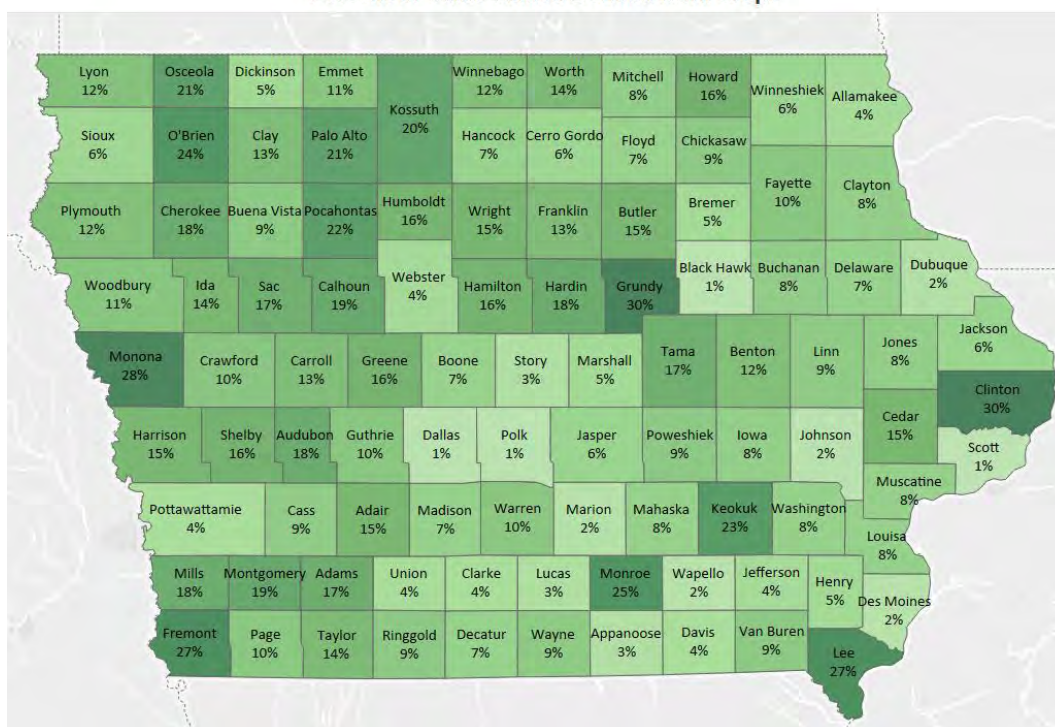 Lyon
12%
Osceola
21%
Dickinson
5%
Emmet
11%
Kossuth
20%
Winnebago
12%
Worth
14%
Mitchell
8%
Howard
16%
Winneshiek
6%
Allamakee
4%
Sioux
6%
O'Brien
24%
Clay
13%
Palo Alto
21%
Hancock
7%
Cerro Gordo
6%
Floyd
7%
Chickasaw
9%
Fayette
10%
Clayton
8%
Plymouth
12%
Cherokee
18%
Buena Vista
9%
Pocahontas
22%
Humboldt
16%
Wright
15%
Franklin
13%
Butler
15%
Bremer
5%
Woodbury
11%
Ida
14%
Sac
17%
Calhoun
19%
Webster
4%
Hamilton
16%
Hardin
18%
Grundy
30%
Black Hawk
1%
Buchanan
8%
Delaware
7%
Dubuque
2%
Monona
28%
Crawford
10%
Carroll
13%
Greene
16%
Boone
7%
Story
3%
Marshall
5%
Tama
17%
Benton
12%
Linn
9%
Jones
8%
Jackson
6%
Clinton
30%
Harrison
15%
Shelby
16%
Audubon
18%
Guthrie
10%
Dallas
1%
Polk
1%
Jasper
6%
Poweshiek
9%
Iowa
8%
Johnson
2%
Cedar
15%
Scott
1%
Muscatine
8%
Pottawattamie
4%
Cass
9%
Adair
15%
Madison
7%
Warren
10%
Marion
2%
Mahaska
8%
Keokuk
23%
Washington
8%
Louisa
8%
Mills
18%
Montgomery
19%
Adams
17%
Union
4%
Clarke
4%
Lucas
3%
Monroe
25%
Wapello
2%
Jefferson
4%
Henry
5%
Des Moines
2%
Fremont
27%
Page
10%
Taylor
14%
Ringgold
9%
Decatur
7%
Wayne
9%
Appanoose
3%
Davis
4%
Van Buren
9%
Lee
27%